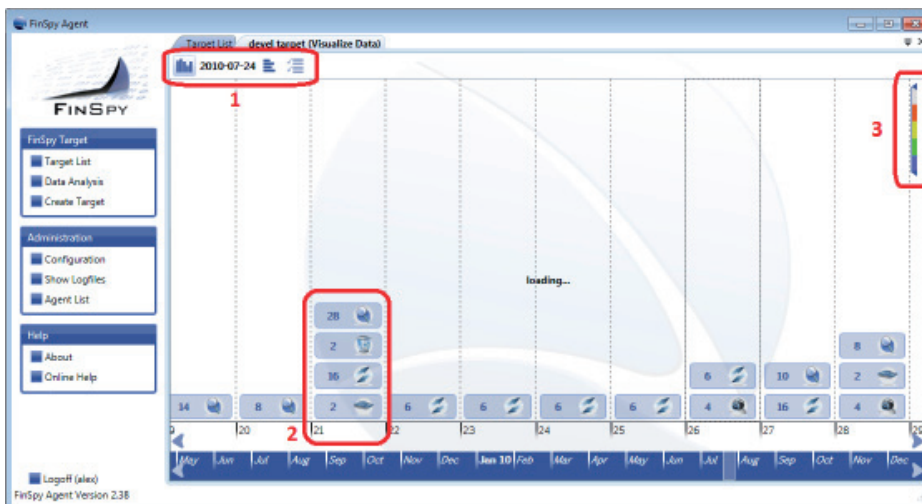 FinSpy Agent
Target List
devel target (Visualize Data)
2010-07-24
1
FINSPY
3
FinSpy Target
Target List
Data Analysis
Create Target
Administration
Configuration
Show Logfiles
Agent List
loading...
28
Help
2
8
About
16
6
10
2
Online Help
14
8
2
6
6
6
6
4
16
4
2
20
21
22
23
24
25
26
27
28
29
May Jun Jul Aug Sep Oct Nov Dec Jan 10 Feb Mar Apr May Jun Jul Aug Sep Oct Nov Dec
Logoff (alex)
FinSpy Agent Version 2.38